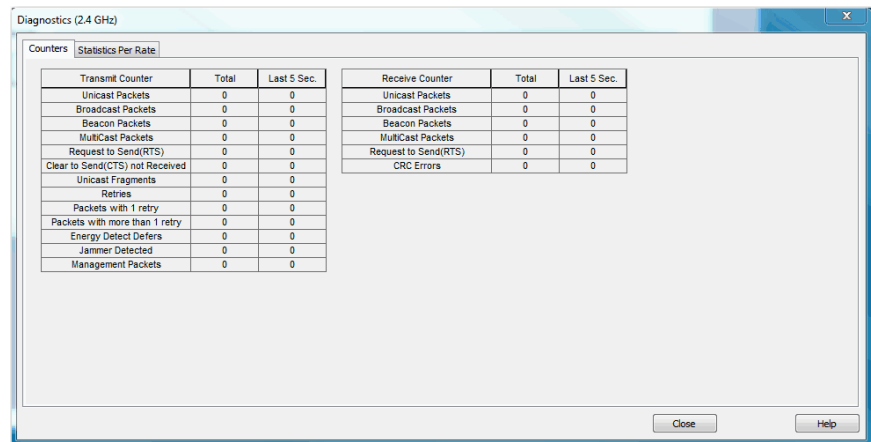 Diagnostics (2.4 GHz)
X
Counters Statistics Per Rate
Transmit Counter Total Last 5 Sec. Receive Counter Total Last 5 Sec.
Unicast Packets 0 0 Unicast Packets 0 0
Broadcast Packets 0 0 Broadcast Packets 0 0
Beacon Packets 0 0 Beacon Packets 0 0
MultiCast Packets 0 0 MultiCast Packets 0 0
Request to Send(RTS) 0 0 Request to Send(RTS) 0 0
Clear to Send(CTS) not Received 0 0 CRC Errors 0 0
Unicast Fragments 0 0
Retries 0 0
Packets with 1 retry 0 0
Packets with more than 1 retry 0 0
Energy Detect Defers 0 0
Jammer Detected 0 0
Management Packets 0 0
Close Help